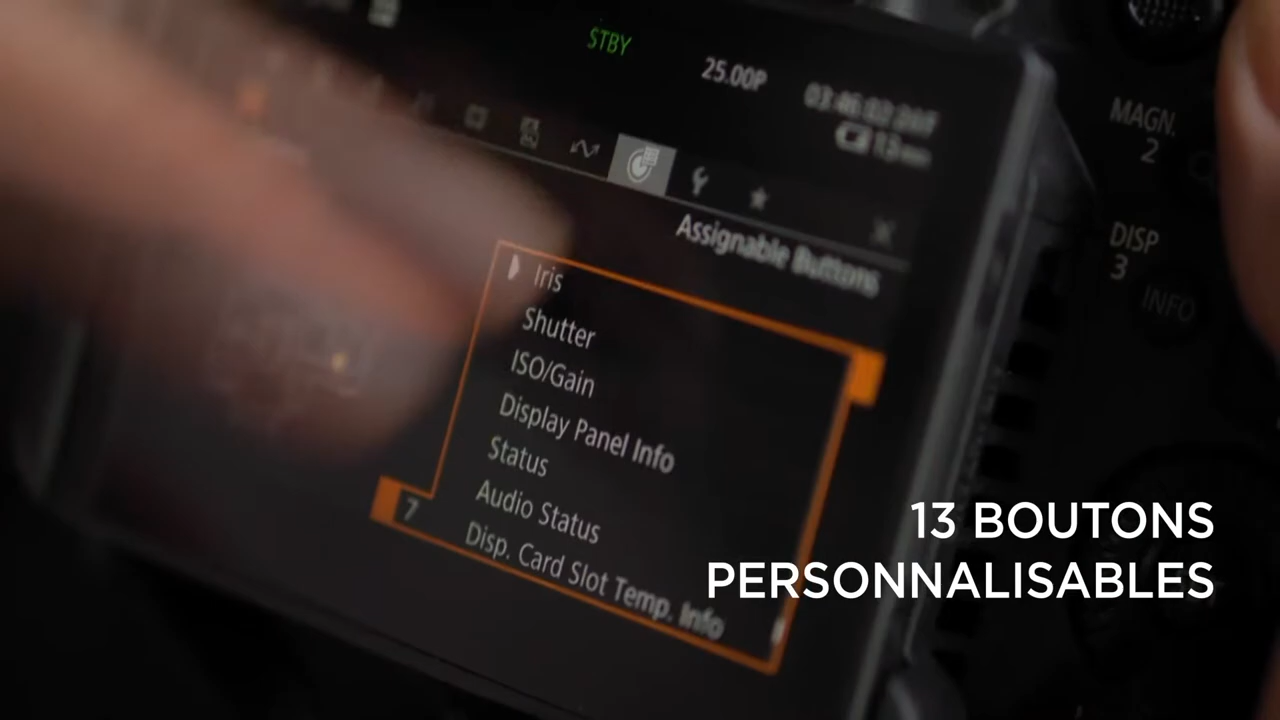 STBY
25.00P
Assignable Buttons
Iris
Shutter
ISO/Gain
Display Panel Info
Status
Audio Status
7
Disp. Card Slot Temp. Info
MAGN.
2
DISP
3
INFO
13 BOUTONS
PERSONNALISABLES